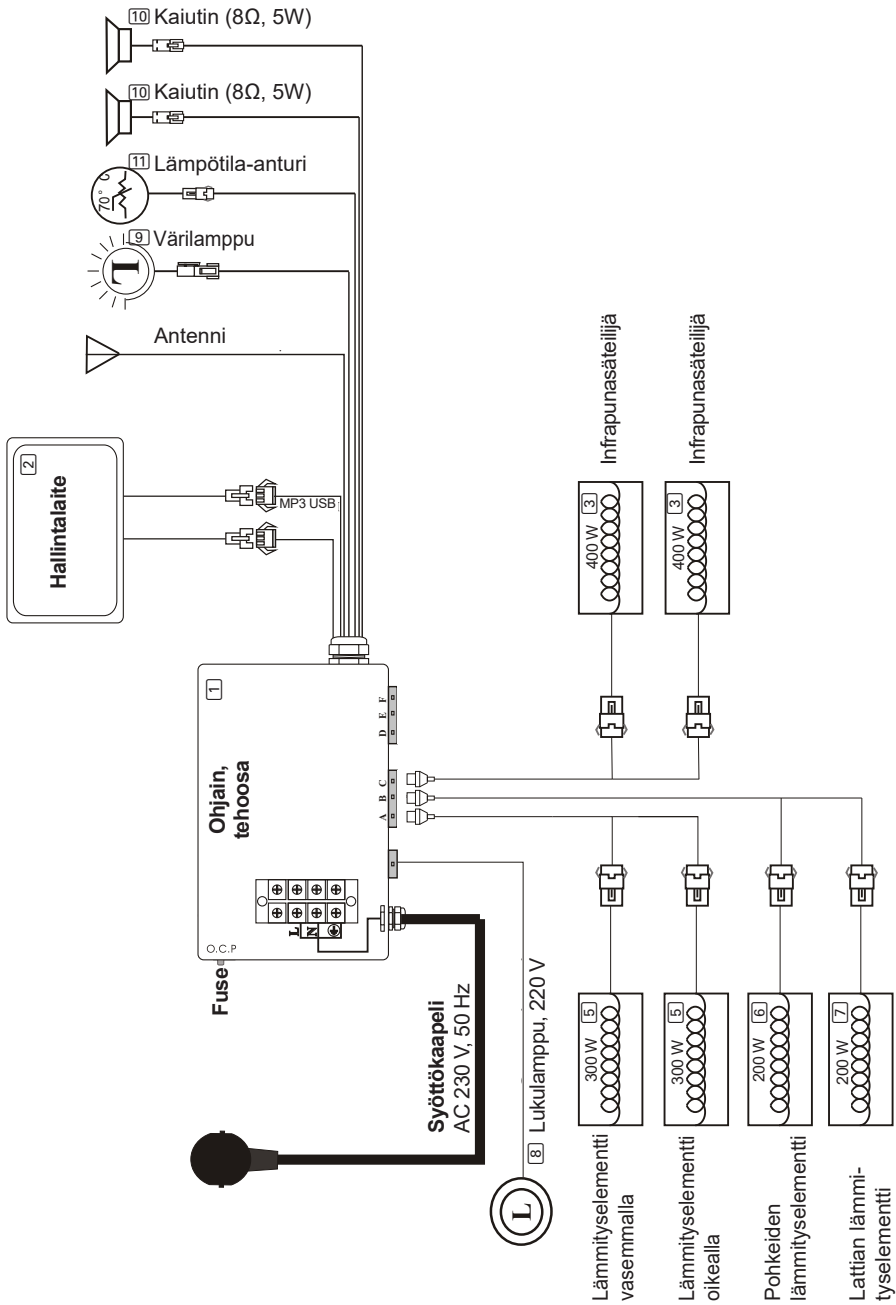 10 Kaiutin (8Ω, 5W)
10 Kaiutin (8Ω, 5W)
11 Lämpötila-anturi
70° C
9 Värilamppu
L
Antenni
2
Hallintalaite
MP3 USB
1
Ohjain,
tehoosa
A B C
D E F
L
N
O.C.P
Fuse
Syöttökaapeli
AC 230 V, 50 Hz
8 Lukulamppu, 220 V
L
3
400 W
Infrapunasäteilijä
3
400 W
Infrapunasäteilijä
5
300 W
Lämmityselementti
vasemmalla
5
300 W
Lämmityselementti
oikealla
6
200 W
Pohkeiden
lämmityselementti
7
200 W
Lattian lämmi-
tyselementti